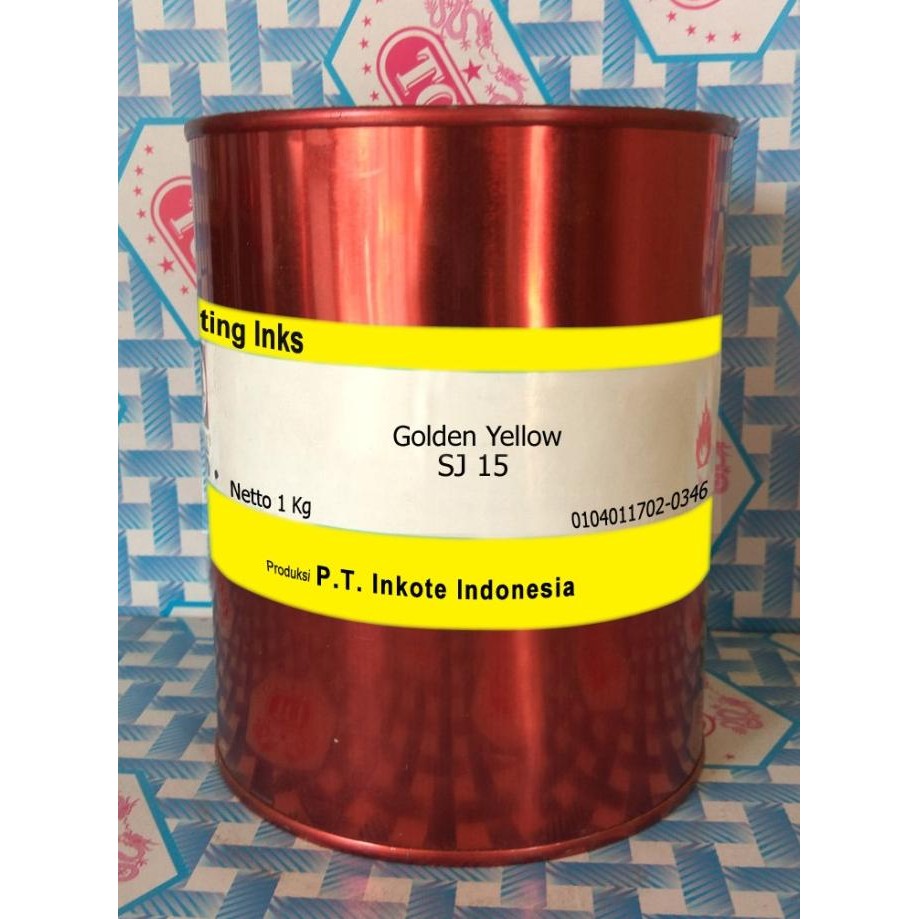 ting Inks
Golden Yellow
SJ 15
Netto 1 Kg
0104011702-0346
Produksi P.T. Inkote Indonesia